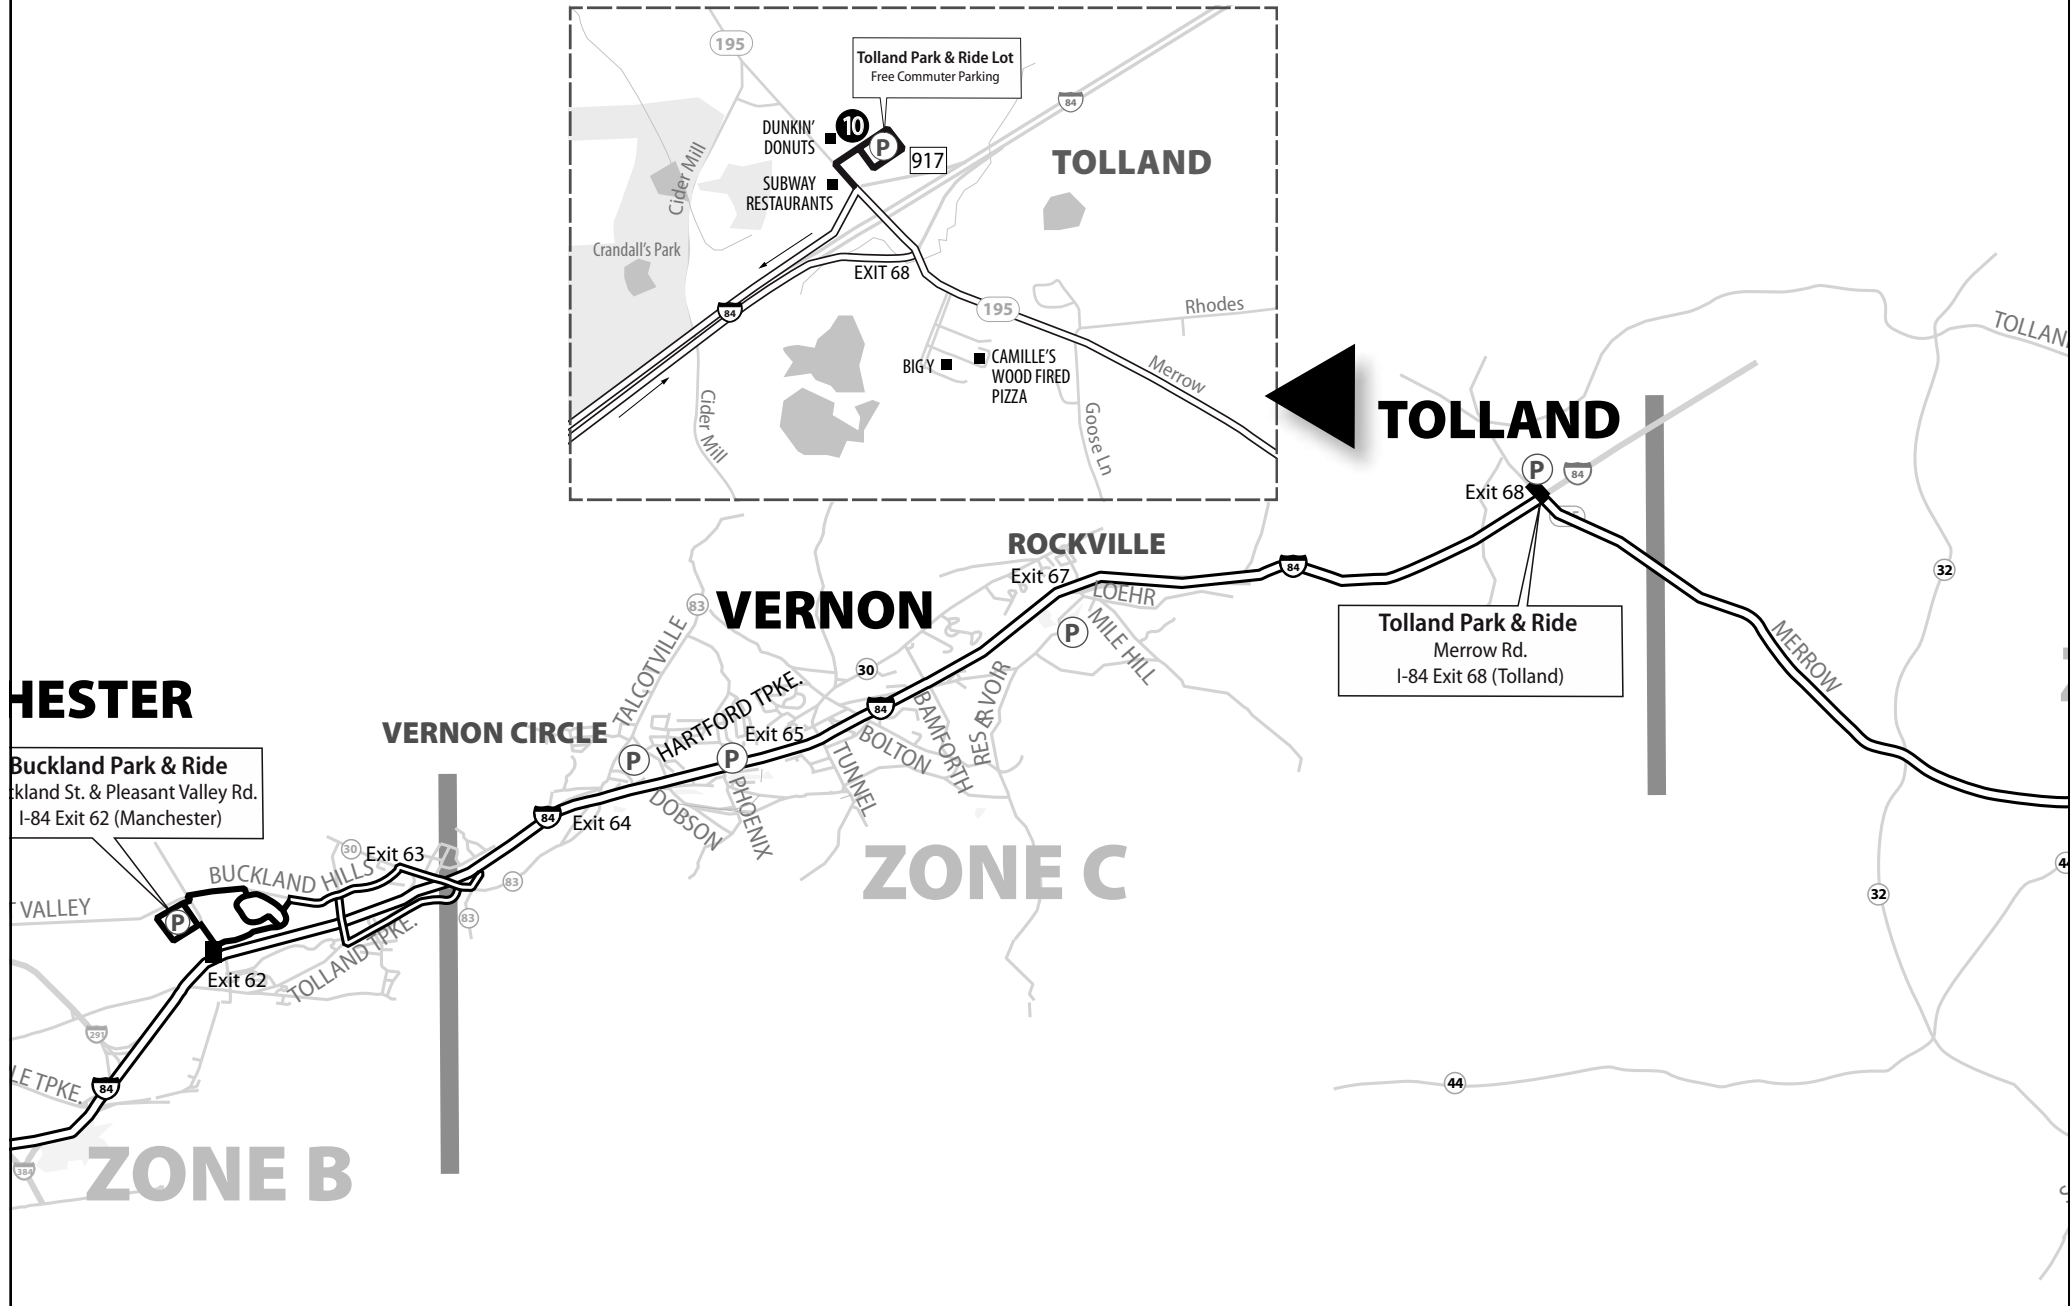 195
Tolland Park & Ride Lot
Free Commuter Parking
84
DUNKIN'
DONUTS
10
P
917
TOLLAND
Cider Mill
SUBWAY
RESTAURANTS
Crandall's Park
EXIT 68
84
195
Rhodes
BIG Y
CAMILLE'S
WOOD FIRED
PIZZA
Merrow
Cider Mill
Goose Ln
TOLLAND
P
84
Exit 68
ROCKVILLE
Exit 67
84
LOEHR
32
83
VERNON
P
MILE HILL
Tolland Park & Ride
Merrow Rd.
I-84 Exit 68 (Tolland)
MERROW
TALCOTVILLE
30
HARTFORD TPKE.
RESERVOIR
BAMFORTH
84
HESTER
VERNON CIRCLE
Exit 65
BOLTON
P
P
TUNNEL
Buckland Park & Ride
ckland St. & Pleasant Valley Rd.
I-84 Exit 62 (Manchester)
PHOENIX
DOBSON
84
Exit 64
30
Exit 63
BUCKLAND HILLS
83
ZONE C
32
VALLEY
P
83
TOLLAND TPKE.
Exit 62
291
LE TPKE.
84
44
ZONE B
384